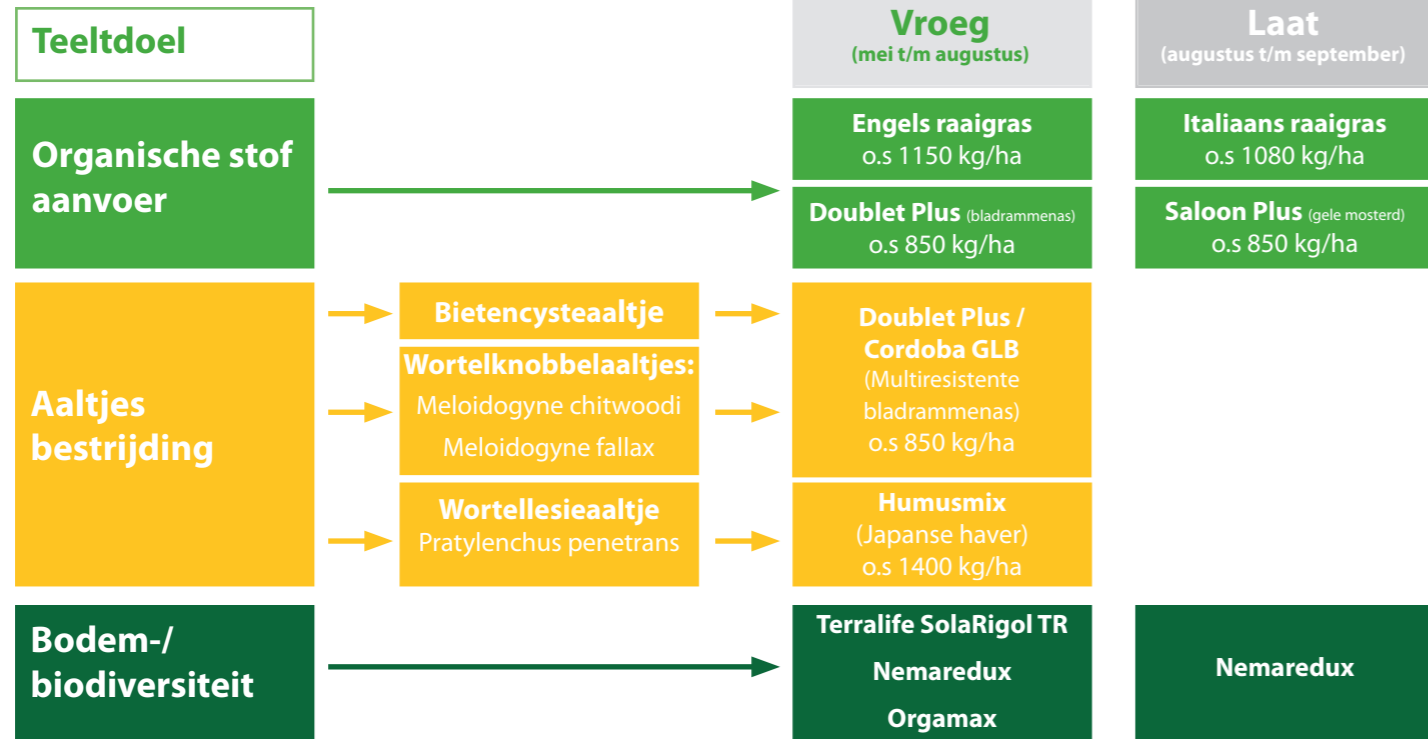 Teeltdoel
Vroeg
(mei t/m augustus)
Laat
(augustus t/m september)
Organische stof
aanvoer
Engels raaigras
o.s 1150 kg/ha
Italiaans raaigras
o.s 1080 kg/ha
Doublet Plus (bladrammenas)
o.s 850 kg/ha
Saloon Plus (gele mosterd)
o.s 850 kg/ha
Aaltjes
bestrijding
Bietencysteaaltje
Wortelknobbelaaltjes:
Meloidogyne chitwoodi
Meloidogyne fallax
Doublet Plus /
Cordoba GLB
(Multiresistente
bladrammenas)
o.s 850 kg/ha
Wortellesieaaltje
Pratylenchus penetrans
Humusmix
(Japanse haver)
o.s 1400 kg/ha
Bodem-/
biodiversiteit
Terralife SolaRigol TR
Nemaredux
Orgamax
Nemaredux